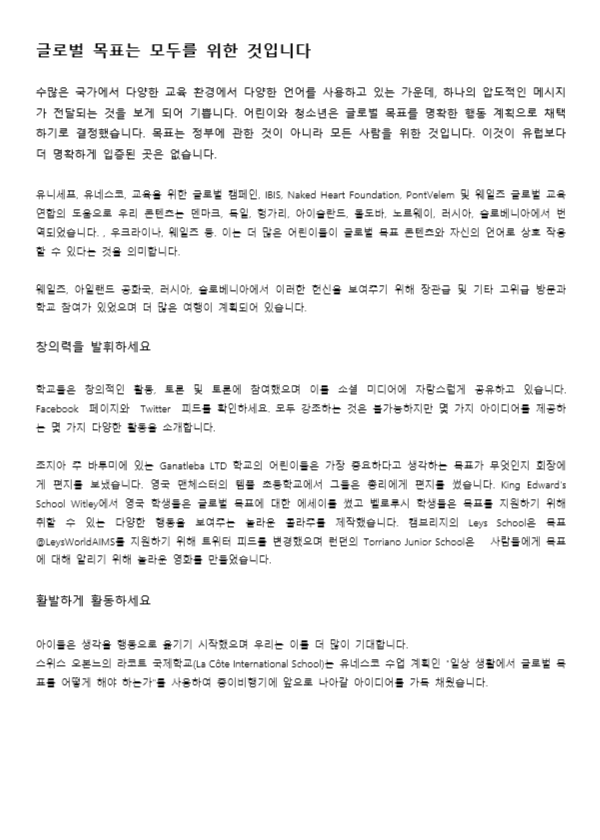 글로벌 목표는 모두를 위한 것입니다
수많은 국가에서 다양한 교육 환경에서 다양한 언어를 사용하고 있는 가운데, 하나의 압도적인 메시지
가 전달되는 것을 보게 되어 기쁩니다. 어린이와 청소년은 글로벌 목표를 명확한 행동 계획으로 채택
하기로 결정했습니다. 목표는 정부에 관한 것이 아니라 모든 사람을 위한 것입니다. 이것이 유럽보다
더 명확하게 입증된 곳은 없습니다.
유니세프, 유네스코, 교육을 위한 글로벌 캠페인, IBIS, Naked Heart Foundation, PontVelem 및 웨일즈 글로벌 교육
연합의 도움으로 우리 콘텐츠는 덴마크, 독일, 헝가리, 아이슬란드, 몰도바, 노르웨이, 러시아, 슬로베니아에서 번
역되었습니다. , 우크라이나, 웨일즈 등. 이는 더 많은 어린이들이 글로벌 목표 콘텐츠와 자신의 언어로 상호 작용
할 수 있다는 것을 의미합니다.
웨일즈, 아일랜드 공화국, 러시아, 슬로베니아에서 이러한 헌신을 보여주기 위해 장관급 및 기타 고위급 방문과
학교 참여가 있었으며 더 많은 여행이 계획되어 있습니다.
창의력을 발휘하세요
학교들은 창의적인 활동, 토론 및 토론에 참여했으며 이를 소셜 미디어에 자랑스럽게 공유하고 있습니다.
Facebook 페이지와 Twitter 피드를 확인하세요. 모두 강조하는 것은 불가능하지만 몇 가지 아이디어를 제공하
는 몇 가지 다양한 활동을 소개합니다.
조지아 주 바투미에 있는 Ganatleba LTD 학교의 어린이들은 가장 중요하다고 생각하는 목표가 무엇인지 회장에
게 편지를 보냈습니다. 영국 맨체스터의 템플 초등학교에서 그들은 총리에게 편지를 썼습니다. King Edward's
School Witley에서 영국 학생들은 글로벌 목표에 대한 에세이를 썼고 벨로루시 학생들은 목표를 지원하기 위해
취할 수 있는 다양한 행동을 보여주는 놀라운 콜라주를 제작했습니다. 캠브리지의 Leys School은 목표
@LeysWorldAIMS를 지원하기 위해 트위터 피드를 변경했으며 런던의 Torriano Junior School은 사람들에게 목표
에 대해 알리기 위해 놀라운 영화를 만들었습니다.
활발하게 활동하세요
아이들은 생각을 행동으로 옮기기 시작했으며 우리는 이를 더 많이 기대합니다.
스위스 오본느의 라코트 국제학교(La Côte International School)는 유네스코 수업 계획인 "일상 생활에서 글로벌 목
표를 어떻게 해야 하는가"를 사용하여 종이비행기에 앞으로 나아갈 아이디어를 가득 채웠습니다.